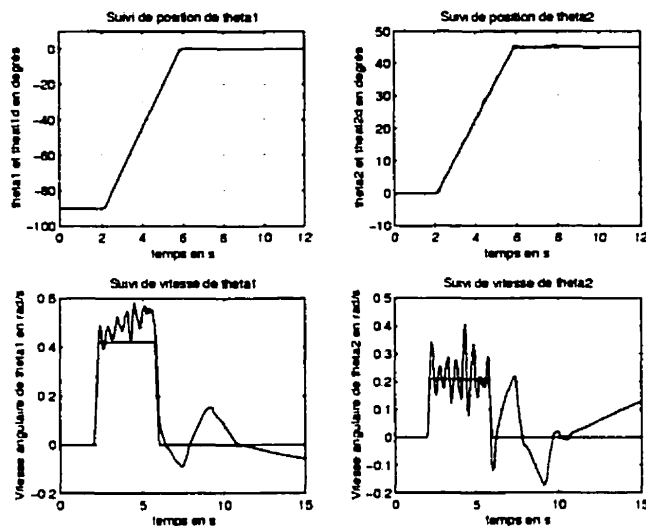 Suivi de position de theta1
Suivi de position de theta2
theta1 et theat1d en degrés
0
-20
-40
-60
-80
-100
0 2 4 6 8 10 12
temps en s
theta2 et theat2d en degrés
50
40
30
20
10
0
-10
0 2 4 6 8 10 12
temps en s
Suivi de vitesse de theta1
Suivi de vitesse de theta2
Vitesse angulaire de theta1 en rad/s
0.6
0.4
0.2
0
-0.2
0 5 10 15
temps en s
Vitesse angulaire de theta2 en rad/s
0.5
0.4
0.3
0.2
0.1
0
-0.1
-0.2
0 5 10 15
temps en s